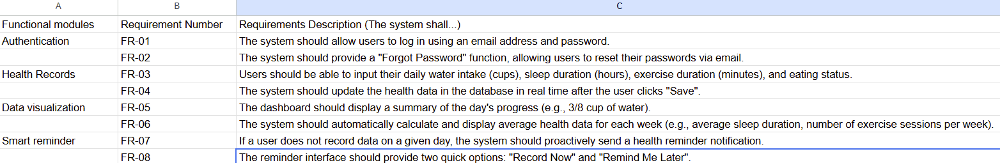 A B C
Functional modules Requirement Number Requirements Description (The system shall...)
Authentication FR-01 The system should allow users to log in using an email address and password.
FR-02 The system should provide a "Forgot Password" function, allowing users to reset their passwords via email.
Health Records FR-03 Users should be able to input their daily water intake (cups), sleep duration (hours), exercise duration (minutes), and eating status.
FR-04 The system should update the health data in the database in real time after the user clicks "Save".
Data visualization FR-05 The dashboard should display a summary of the day's progress (e.g., 3/8 cup of water).
FR-06 The system should automatically calculate and display average health data for each week (e.g., average sleep duration, number of exercise sessions per week).
Smart reminder FR-07 If a user does not record data on a given day, the system should proactively send a health reminder notification.
FR-08 The reminder interface should provide two quick options: "Record Now" and "Remind Me Later".